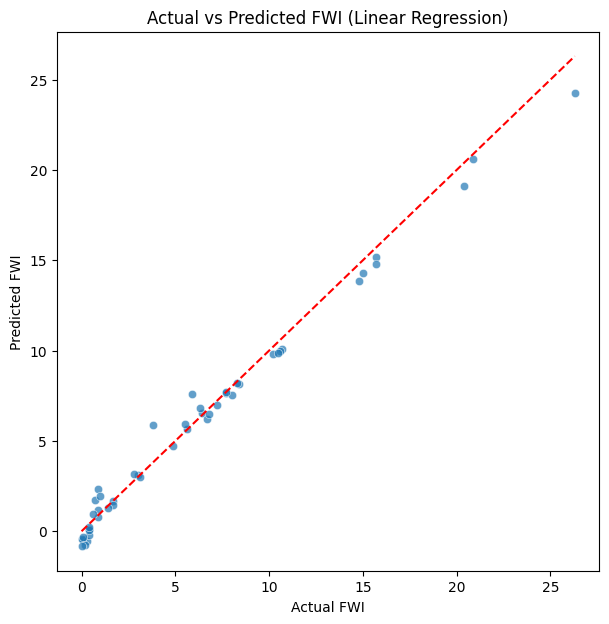 Actual vs Predicted FWI (Linear Regression)
Predicted FWI
25
20
15
10
5
0
0 5 10 15 20 25
Actual FWI